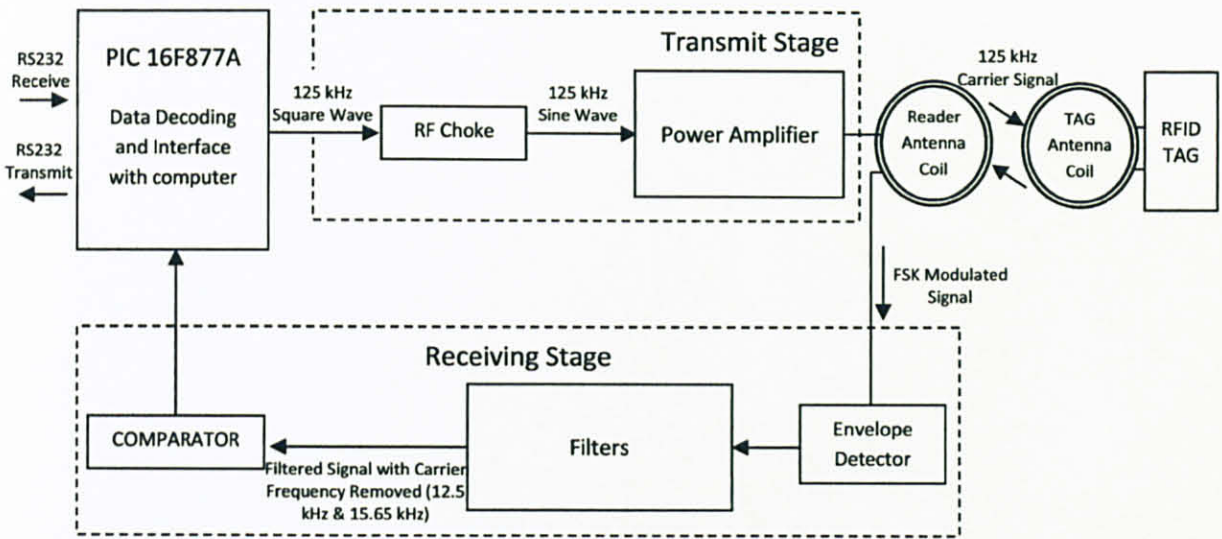 RS232
Receive
RS232
Transmit
PIC 16F877A
Data Decoding
and Interface
with computer
Transmit Stage
125 kHz
Square Wave
RF Choke
125 kHz
Sine Wave
Power Amplifier
Reader
Antenna
Coil
125 kHz
Carrier Signal
TAG
Antenna
Coil
RFID
TAG
FSK Modulated
Signal
Receiving Stage
COMPARATOR
Filtered Signal with Carrier
Frequency Removed (12.5
kHz & 15.65 kHz)
Filters
Envelope
Detector